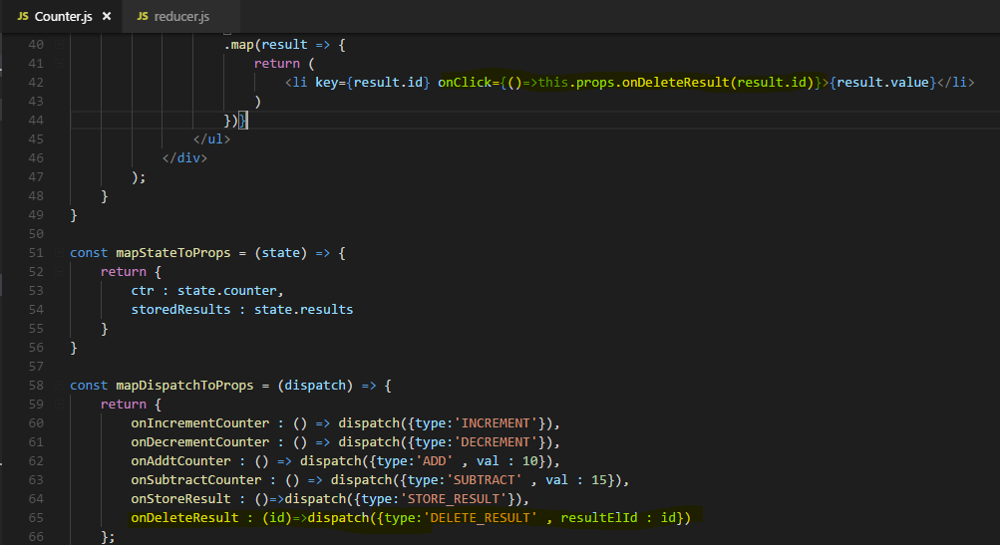 JS Counter.js × JS reducer.js
40 .map(result => {
41 return (
42 <li key={result.id} onClick={()=>this.props.onDeleteResult(result.id)}>{result.value}</li>
43 )
44 })}
45 </ul>
46 </div>
47 );
48 }
49 }
50
51 const mapStateToProps = (state) => {
52 return {
53 ctr : state.counter,
54 storedResults : state.results
55 }
56 }
57
58 const mapDispatchToProps = (dispatch) => {
59 return {
60 onIncrementCounter : () => dispatch({type:'INCREMENT'}),
61 onDecrementCounter : () => dispatch({type:'DECREMENT'}),
62 onAddtCounter : () => dispatch({type:'ADD' , val : 10}),
63 onSubtractCounter : () => dispatch({type:'SUBTRACT' , val : 15}),
64 onStoreResult : ()=>dispatch({type:'STORE_RESULT'}),
65 onDeleteResult : (id)=>dispatch({type:'DELETE_RESULT' , resultElId : id})
66 };